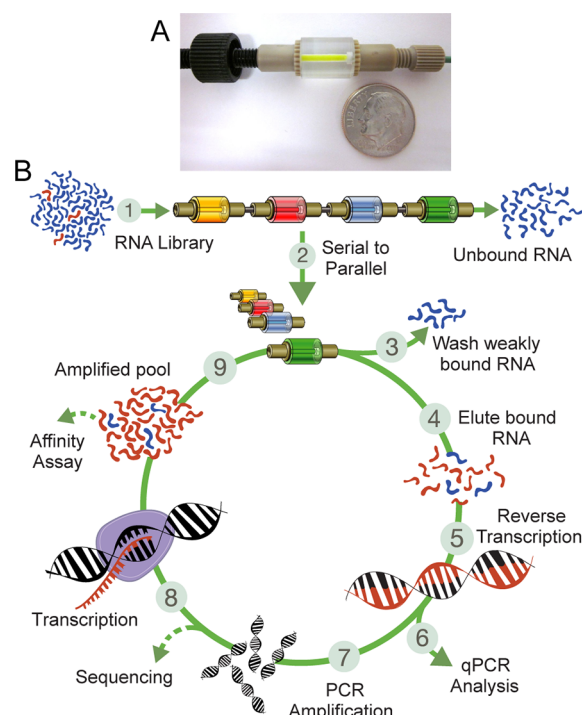 A
B
1
RNA Library
Unbound RNA
2
Serial to
Parallel
3
Wash weakly
bound RNA
9
Amplified pool
4
Elute bound
RNA
Affinity
Assay
Reverse
Transcription
5
Transcription
8
6
qPCR
Analysis
7
PCR
Amplification
Sequencing